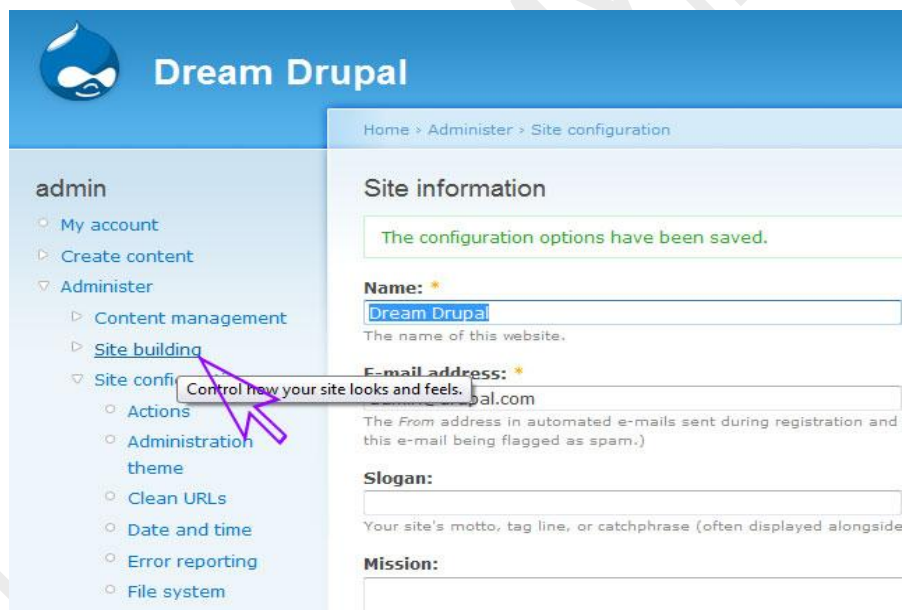 Dream Drupal
Home › Administer › Site configuration
admin
My account
Create content
Administer
Content management
Site building
Site
Control how your site looks and feels.
Actions
Administration
theme
Clean URLs
Date and time
Error reporting
File system
Site information
The configuration options have been saved.
Name: *
Dream Drupal
The name of this website.
E-mail address: *
The From address in automated e-mails sent during registration and
this e-mail being flagged as spam.)
Slogan:
Your site's motto, tag line, or catchphrase (often displayed alongside
Mission: